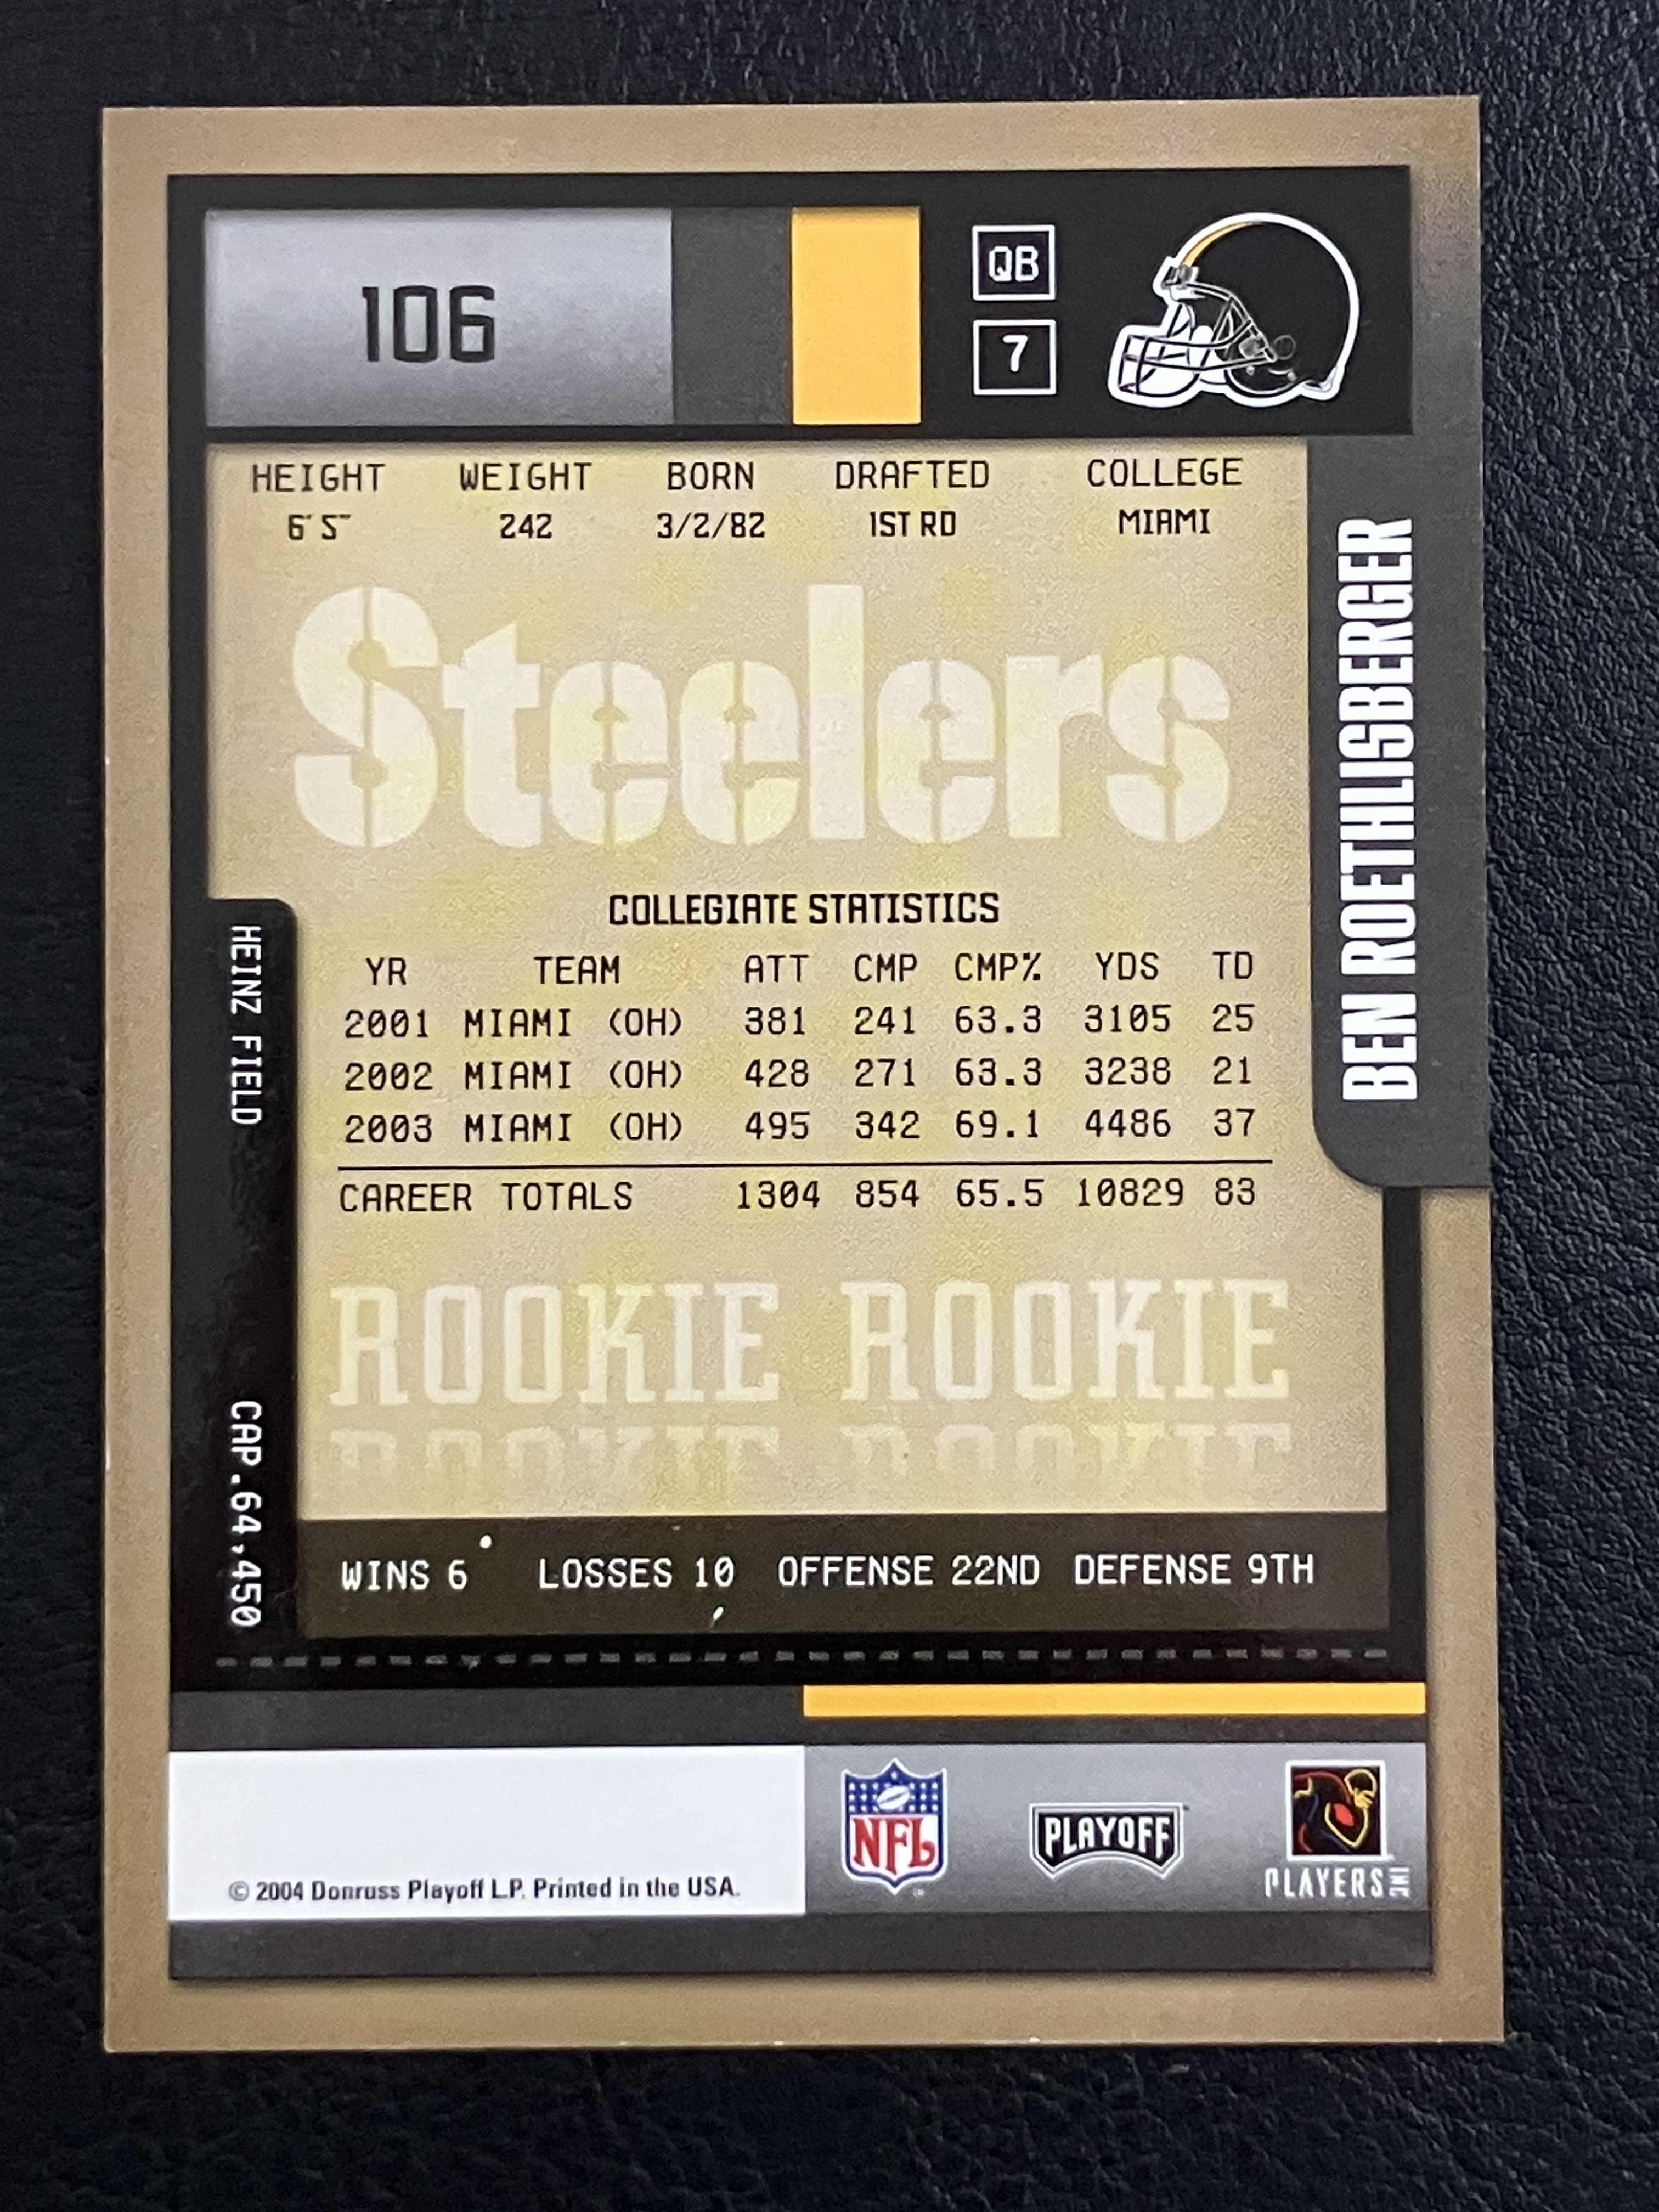 106
QB
7
HEIGHT WEIGHT BORN DRAFTED COLLEGE
6' 5" 242 3/2/82 1ST RD MIAMI
Steelers
BEN ROETHLISBERGER
COLLEGIATE STATISTICS
YR TEAM ATT CMP CMP% YDS TD
2001 MIAMI (OH) 381 241 63.3 3105 25
2002 MIAMI (OH) 428 271 63.3 3238 21
2003 MIAMI (OH) 495 342 69.1 4486 37
CAREER TOTALS 1304 854 65.5 10829 83
HEINZ FIELD CAP.64,450
ROOKIE ROOKIE
ROOKIE ROOKIE
WINS 6 LOSSES 10 OFFENSE 22ND DEFENSE 9TH
© 2004 Donruss Playoff L.P. Printed in the USA.
NFL
PLAYOFF
PLAYERS INC